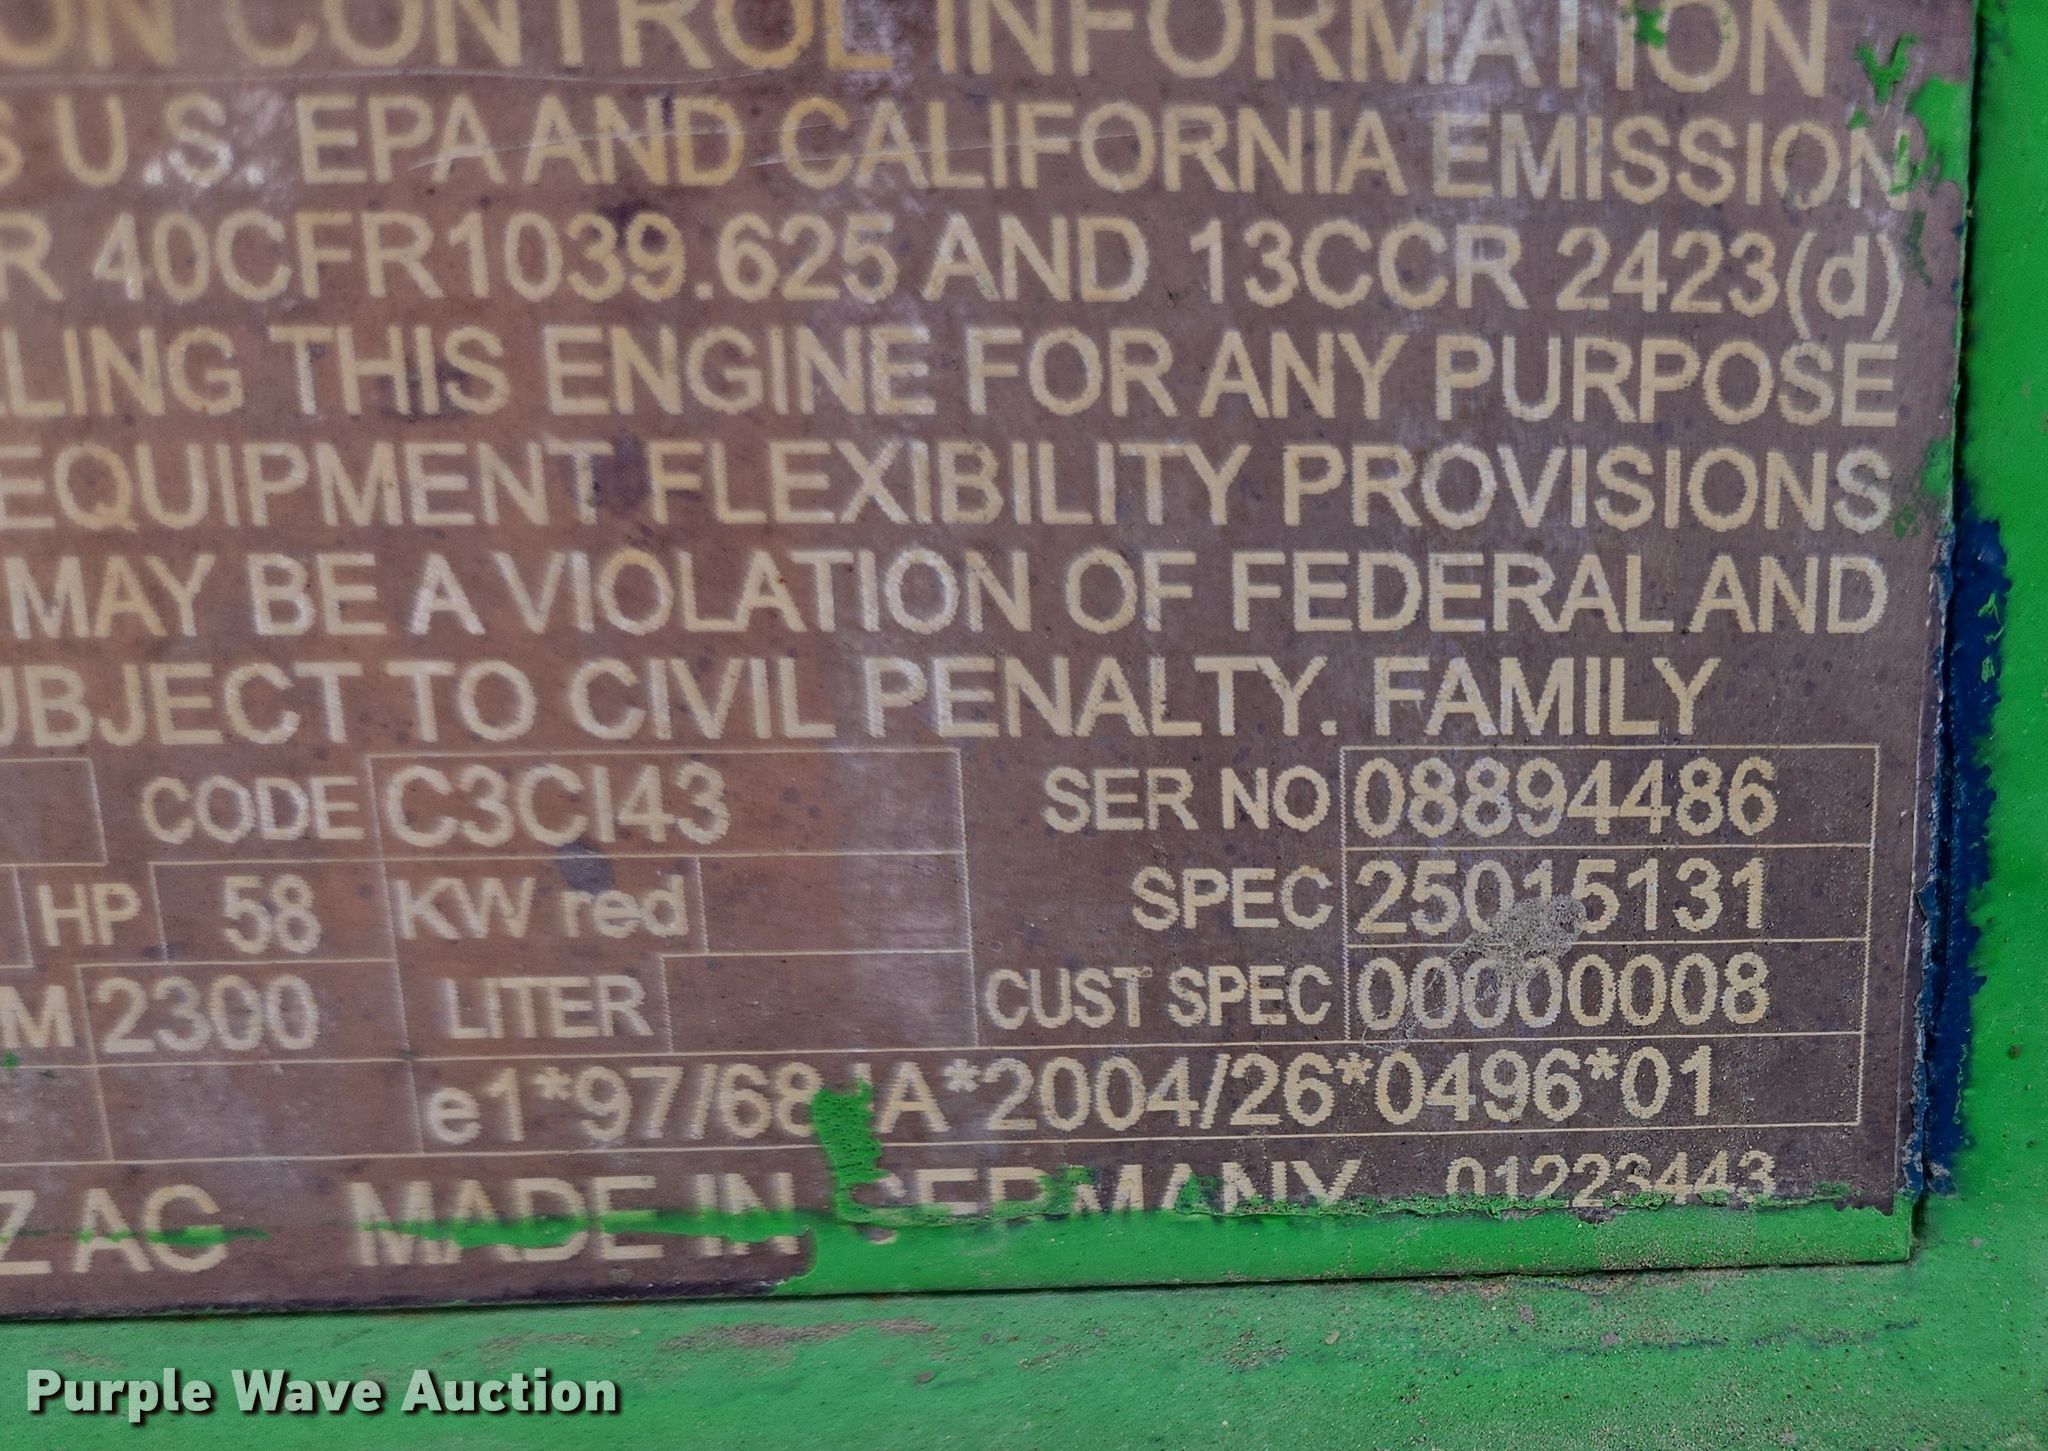 ON CONTROL INFORMATION
S U.S. EPA AND CALIFORNIA EMISSION
R 40CFR1039.625 AND 13CCR 2423(d)
LING THIS ENGINE FOR ANY PURPOSE
EQUIPMENT FLEXIBILITY PROVISIONS
MAY BE A VIOLATION OF FEDERAL AND
UBJECT TO CIVIL PENALTY. FAMILY
CODE C3CI43 SER NO 08894486
HP 58 KW red SPEC 25015131
M 2300 LITER CUST SPEC 00000008
e1*97/68 A*2004/26*0496*01
Z AG MADE IN GERMANY 01223443
Purple Wave Auction